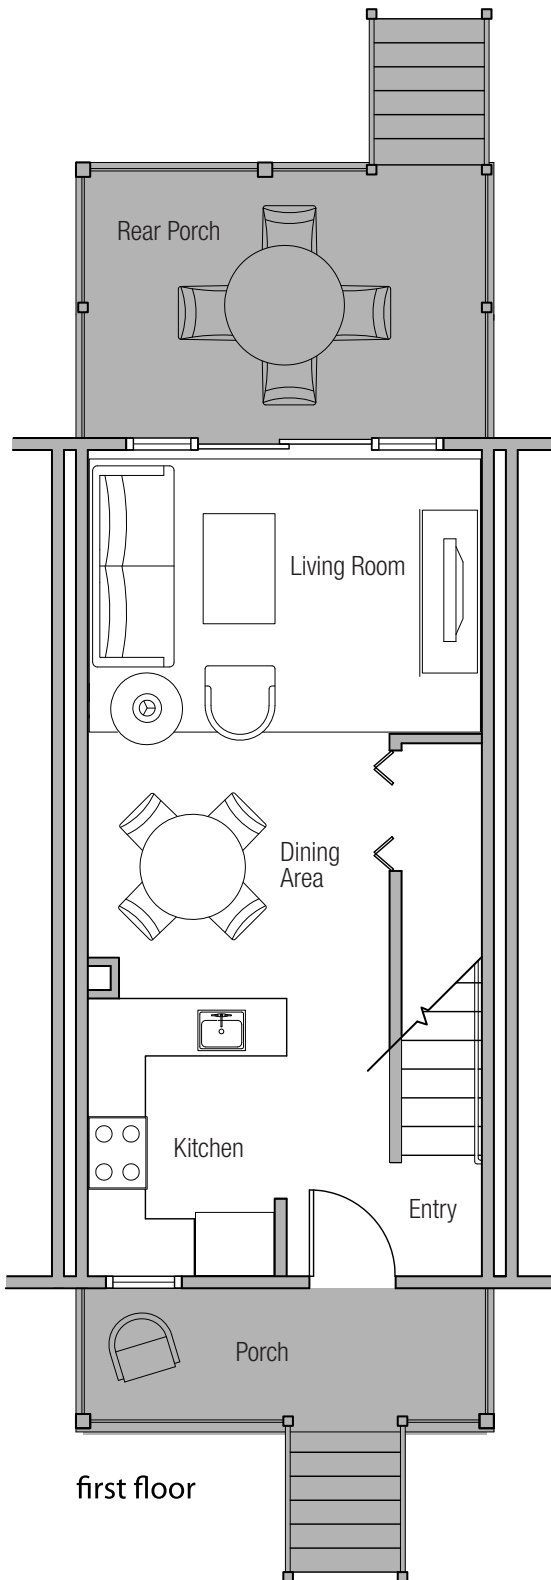 Rear Porch
Living Room
Dining
Area
Kitchen
Entry
Porch
first floor